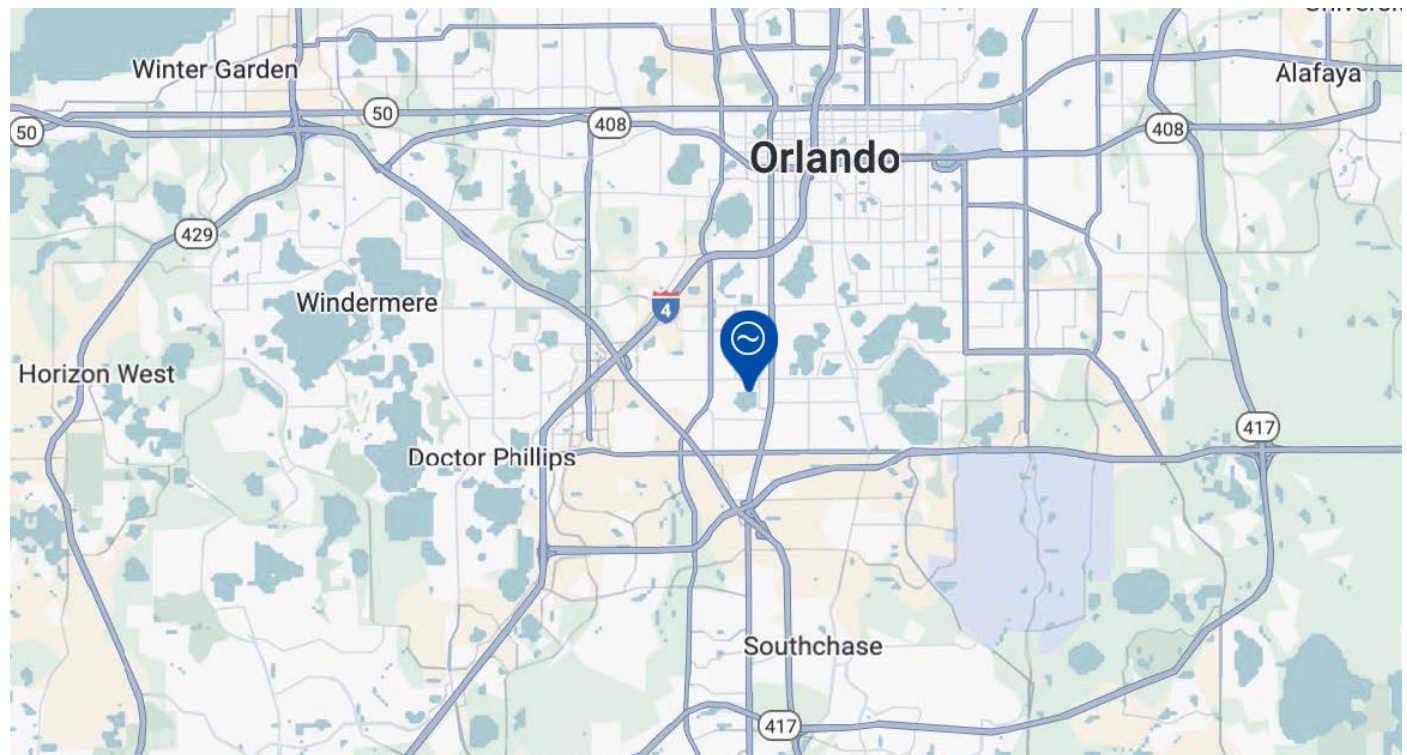 Winter Garden
Alafaya
50
50
408
408
Orlando
429
Windermere
4
Horizon West
417
Doctor Phillips
Southchase
417